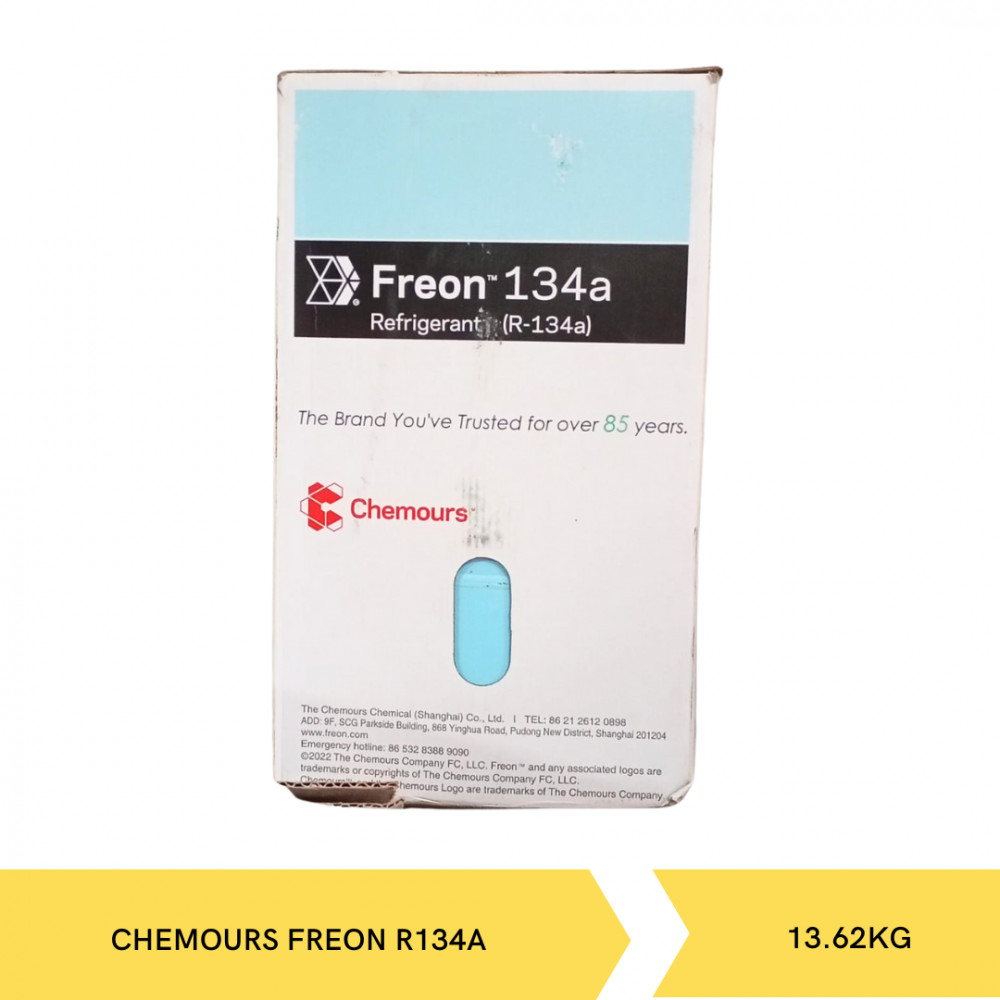 Freon™ 134a
Refrigerant (R-134a)
The Brand You've Trusted for over 85 years.
Chemours™
The Chemours Chemical (Shanghai) Co., Ltd. I TEL: 86 21 2612 0898
ADD: 9F, SCG Parkside Building, 868 Yinghua Road, Pudong New District, Shanghai 201204
www.freon.com
Emergency hotline: 86 532 8388 9090
©2022 The Chemours Company FC, LLC. Freon™ and any associated logos are
trademarks or copyrights of The Chemours Company FC, LLC.
Chemours Logo are trademarks of The Chemours Company
CHEMOURS FREON R134A
13.62KG